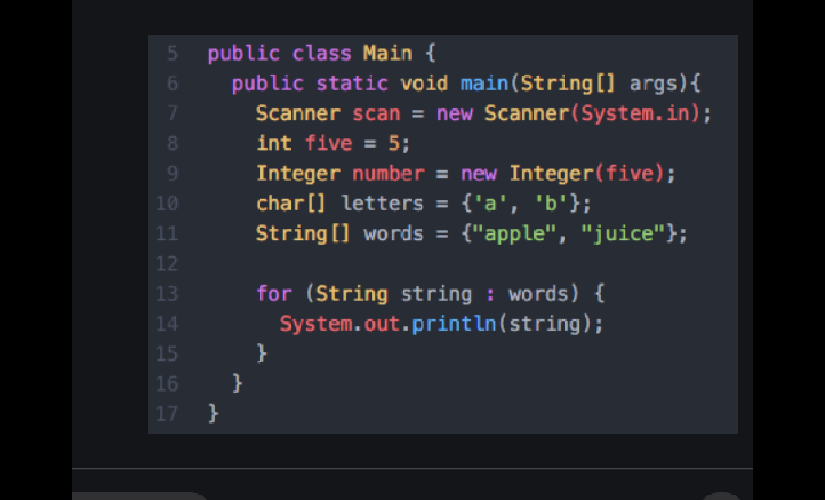 5 public class Main {
6 public static void main(String[] args){
7 Scanner scan = new Scanner(System.in);
8 int five = 5;
9 Integer number = new Integer(five);
10 char[] letters = {'a', 'b'};
11 String[] words = {"apple", "juice"};
12
13 for (String string : words) {
14 System.out.println(string);
15 }
16 }
17 }